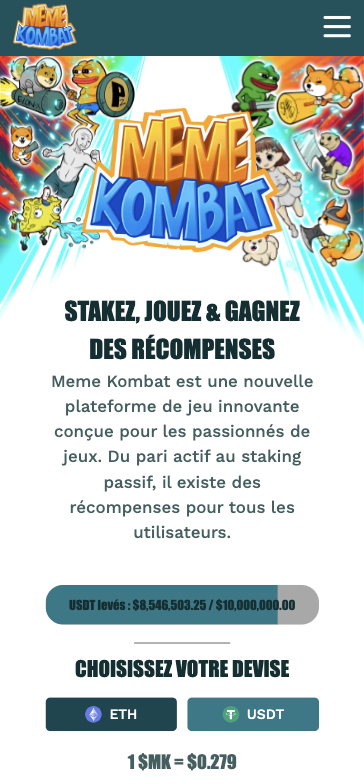 MEME
KOMBAT
P
MEME
KOMBAT
STAKEZ, JOUEZ & GAGNEZ
DES RÉCOMPENSES
Meme Kombat est une nouvelle
plateforme de jeu innovante
conçue pour les passionnés de
jeux. Du pari actif au staking
passif, il existe des
récompenses pour tous les
utilisateurs.
USDT levés : $8,546,503.25 / $10,000,000.00
CHOISISSEZ VOTRE DEVISE
ETH
USDT
1 $MK = $0.279